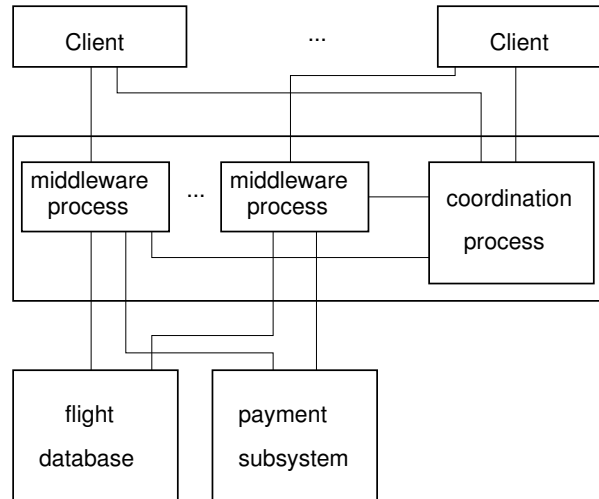 Client
...
Client
middleware
process
...
middleware
process
coordination
process
flight
database
payment
subsystem